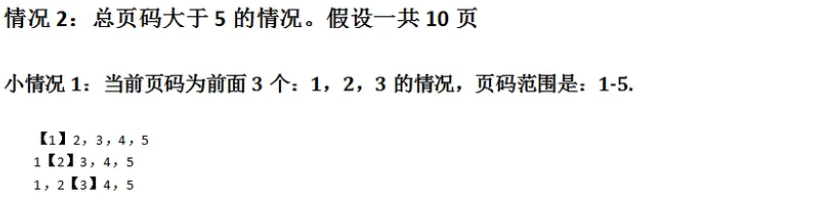 情况 2：总页码大于 5 的情况。假设一共 10 页
小情况 1：当前页码为前面 3 个：1，2，3 的情况，页码范围是：1-5.
【1】2，3，4，5
1【2】3，4，5
1，2【3】4，5